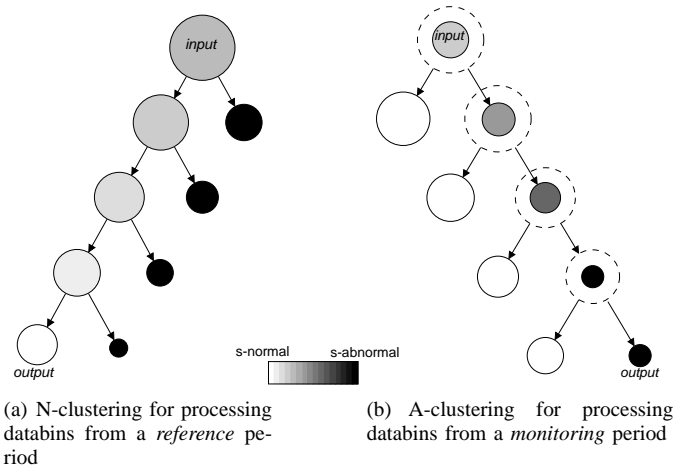 input
input
output
s-normal s-abnormal
output
(a) N-clustering for processing
databins from a reference pe-
riod
(b) A-clustering for processing
databins from a monitoring period